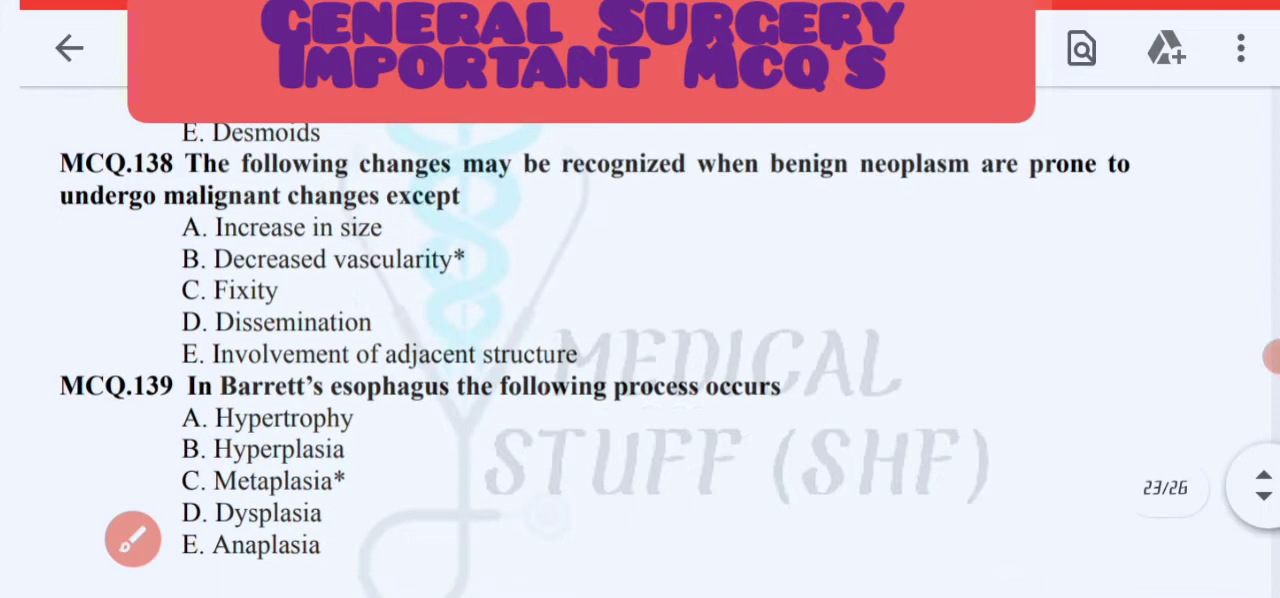 GENERAL SURGERY
IMPORTANT MCQ'S
E. Desmoids
MCQ.138 The following changes may be recognized when benign neoplasm are prone to
undergo malignant changes except
A. Increase in size
B. Decreased vascularity*
C. Fixity
D. Dissemination
E. Involvement of adjacent structure
MCQ.139 In Barrett's esophagus the following process occurs
A. Hypertrophy
B. Hyperplasia
C. Metaplasia*
D. Dysplasia
E. Anaplasia
MEDICAL
STUFF (SHF)
23/26